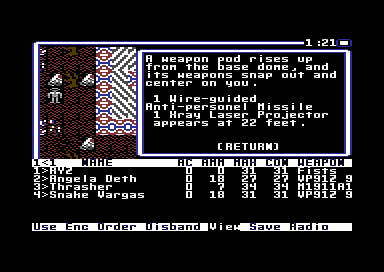 1:21
A weapon pod rises up
from the base dome, and
its weapons snap out and
center on you.
1 Wire-guided
Anti-personel Missile
1 Xray Laser Projector
appears at 22 feet.
[RETURN]
1<1 NAME AC AMM MAX CON WEAPON
1>AYZ 0 0 31 31 Fists
2>Angela Deth 0 18 27 27 VP912 9
3>Thrasher 0 7 34 34 M1911A1
4>Snake Vargas 0 18 31 31 VP912 9
Use Enc Order Disband View Save Radio